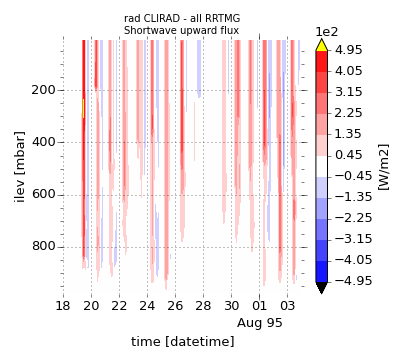 rad CLIRAD - all RRTMG
Shortwave upward flux
1e2
4.95
4.05
3.15
2.25
1.35
0.45
−0.45
−1.35
−2.25
−3.15
−4.05
−4.95
[W/m2]
ilev [mbar]
200
400
600
800
18 20 22 24 26 28 30 01 03
Aug 95
time [datetime]